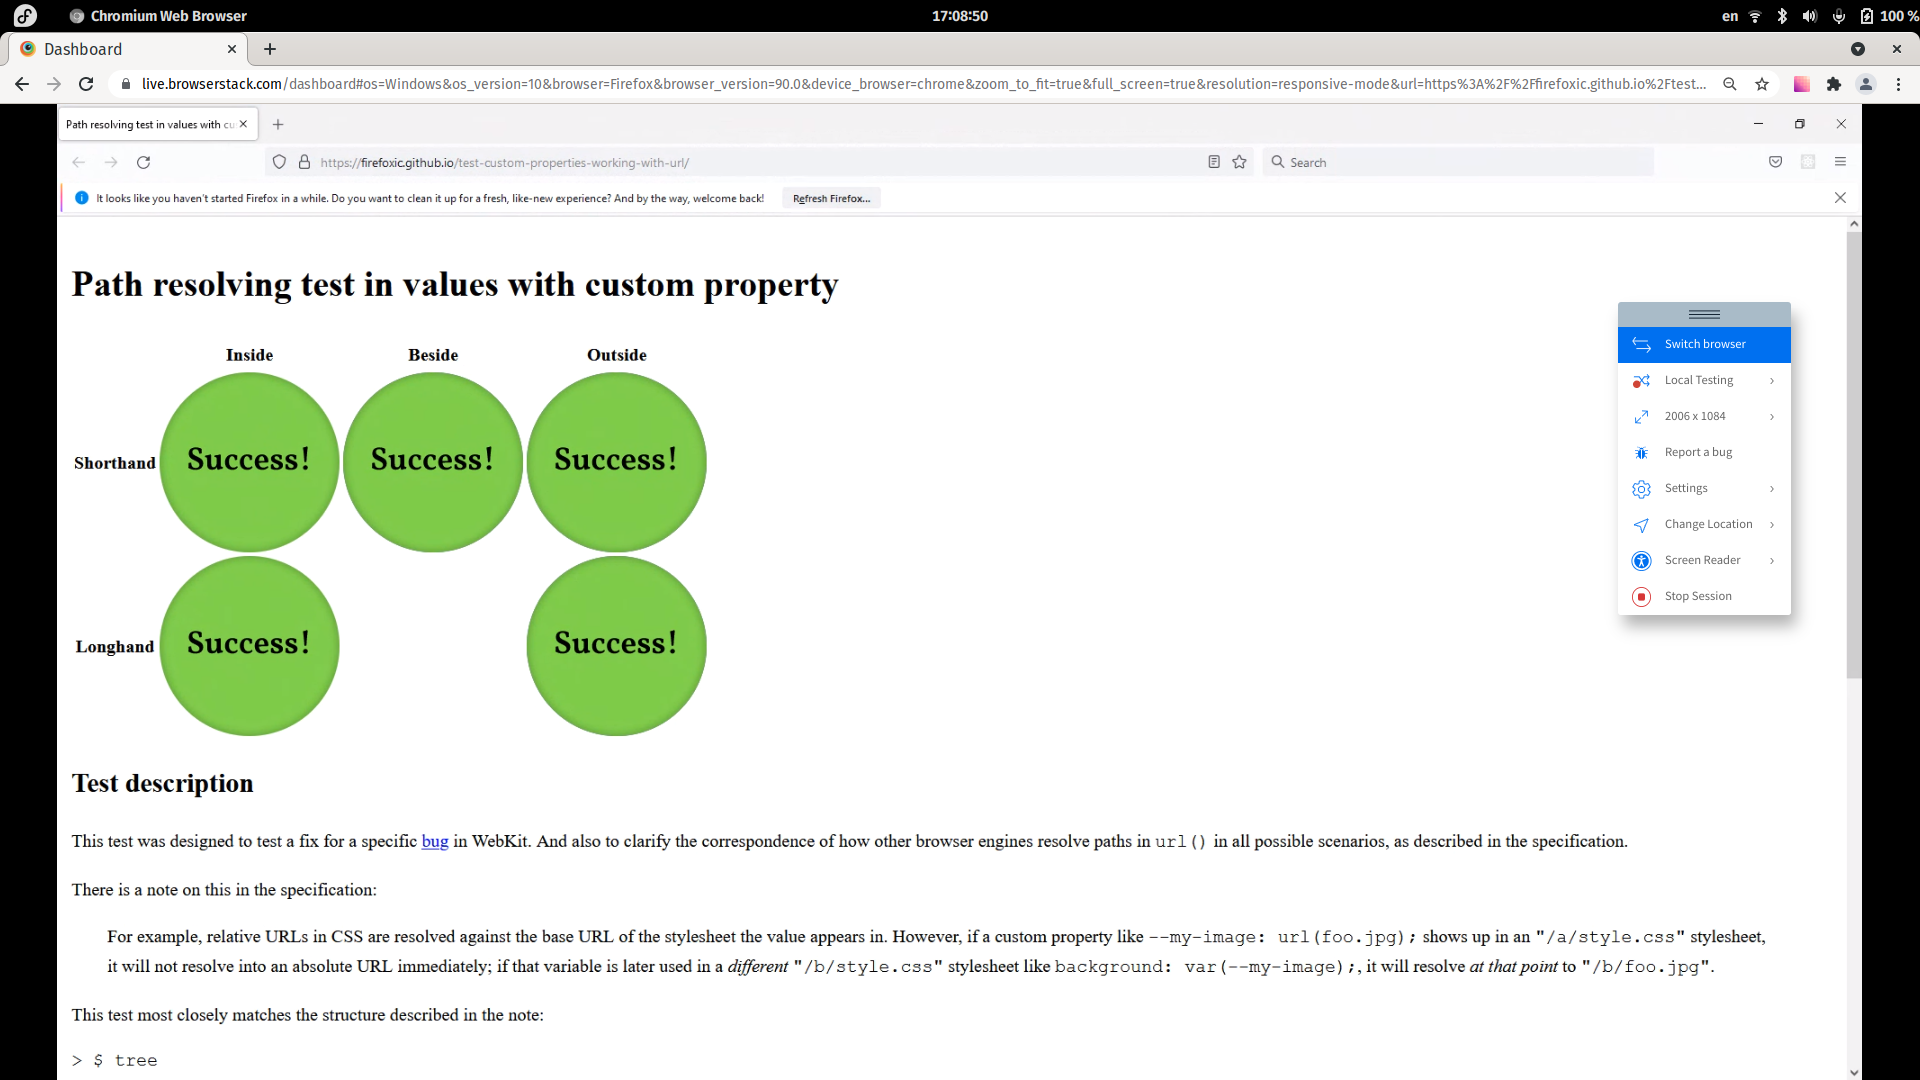 Chromium Web Browser
17:08:50
en
100 %
Dashboard
live.browserstack.com/dashboard#os=Windows&os_version=10&browser=Firefox&browser_version=90.0&device_browser=chrome&zoom_to_fit=true&full_screen=true&resolution=responsive-mode&url=https%3A%2F%2Ffirefoxic.github.io%2Ftest...
Path resolving test in values with cu
https://firefoxic.github.io/test-custom-properties-working-with-url/
Search
It looks like you haven't started Firefox in a while. Do you want to clean it up for a fresh, like-new experience? And by the way, welcome back!
Refresh Firefox...
Path resolving test in values with custom property
Inside Beside Outside
Shorthand Success! Success! Success!
Longhand Success! Success!
Switch browser
Local Testing
2006 x 1084
Report a bug
Settings
Change Location
Screen Reader
Stop Session
Test description
This test was designed to test a fix for a specific bug in WebKit. And also to clarify the correspondence of how other browser engines resolve paths in url() in all possible scenarios, as described in the specification.
There is a note on this in the specification:
For example, relative URLs in CSS are resolved against the base URL of the stylesheet the value appears in. However, if a custom property like --my-image: url(foo.jpg); shows up in an "/a/style.css" stylesheet,
it will not resolve into an absolute URL immediately; if that variable is later used in a different "/b/style.css" stylesheet like background: var(--my-image);, it will resolve at that point to "/b/foo.jpg".
This test most closely matches the structure described in the note:
> $ tree